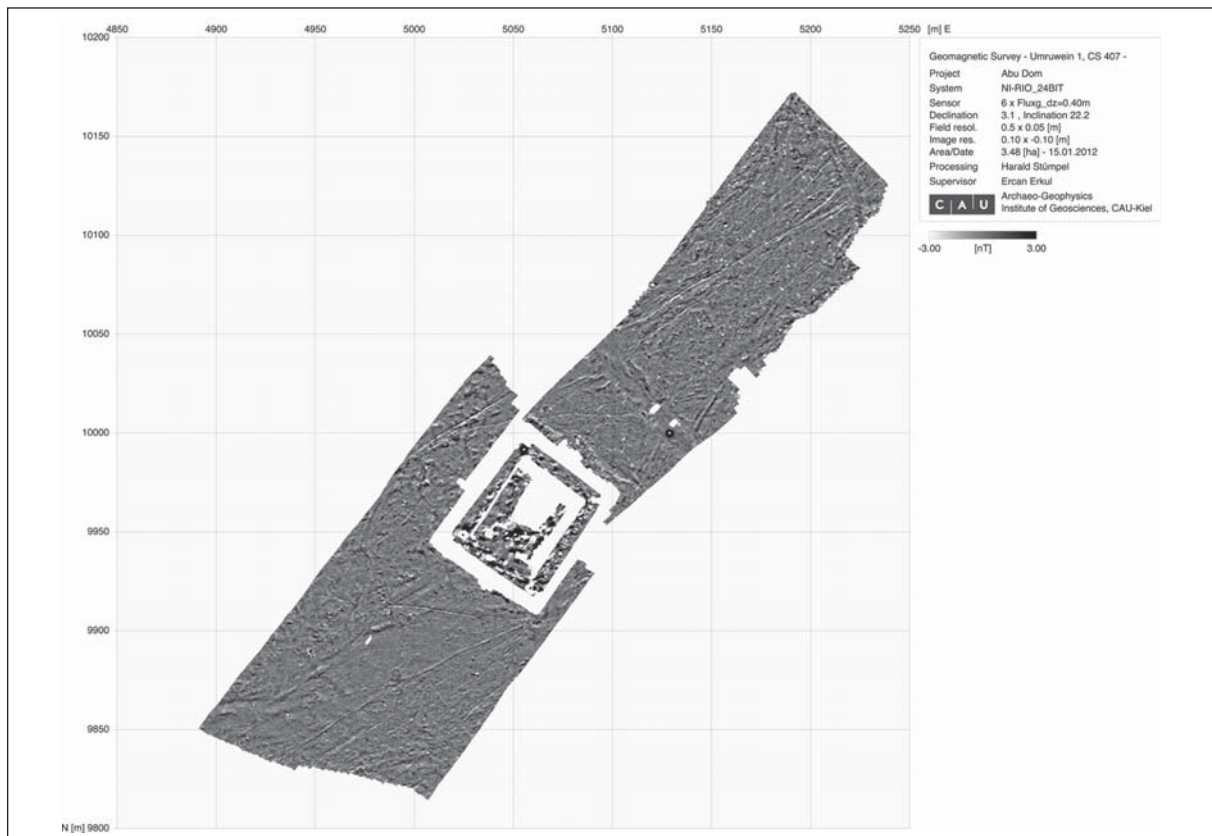 4850 4900 4950 5000 5050 5100 5150 5200 5250 [m] E
10200
10150
10100
10050
10000
9950
9900
9850
N [m] 9800
Geomagnetic Survey - Umruwein 1, CS 407 -
Project Abu Dom
System NI-RIO_24BIT
Sensor 6 x Fluxg_dz=0.40m
Declination 3.1 , Inclination 22.2
Field resol. 0.5 x 0.05 [m]
Image res. 0.10 x -0.10 [m]
Area/Date 3.48 [ha] - 15.01.2012
Processing Harald Stümpel
Supervisor Ercan Erkul
C A U Archaeo-Geophysics
Institute of Geosciences, CAU-Kiel
-3.00 [nT] 3.00